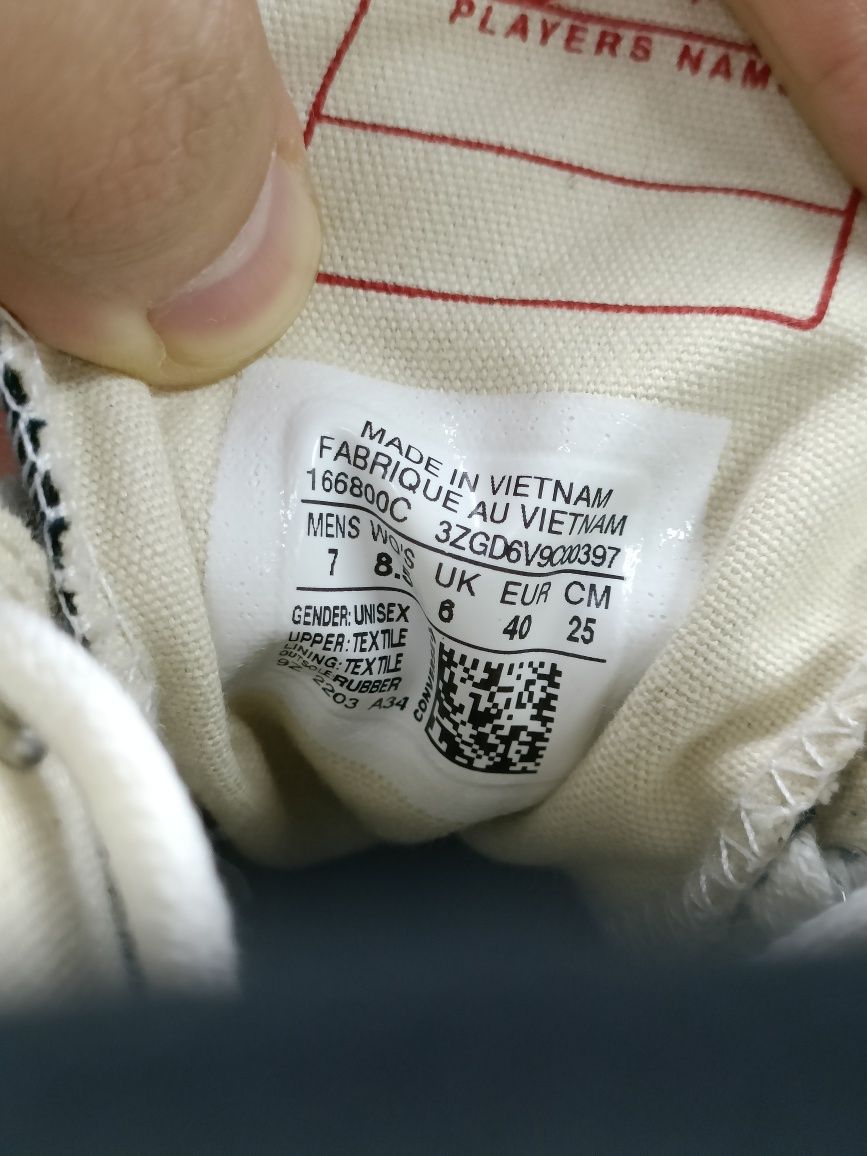 PLAYERS NAME
MADE IN VIETNAM
FABRIQUE AU VIETNAM
166800C 3ZGD6V9C00397
MENS WO'S UK EUR CM
7 8.5 6 40 25
GENDER: UNISEX
UPPER: TEXTILE
LINING: TEXTILE
OUTSOLE RUBBER
2203 A34
CONVERSE